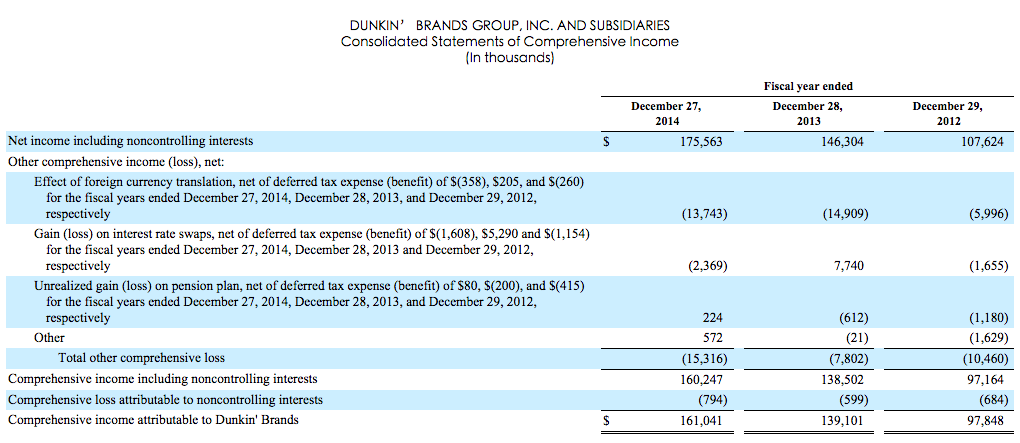 DUNKIN' BRANDS GROUP, INC. AND SUBSIDIARIES
Consolidated Statements of Comprehensive Income
(In thousands)
Fiscal year ended
December 27, 2014 December 28, 2013 December 29, 2012
Net income including noncontrolling interests $ 175,563 146,304 107,624
Other comprehensive income (loss), net:
Effect of foreign currency translation, net of deferred tax expense (benefit) of $(358), $205, and $(260)
for the fiscal years ended December 27, 2014, December 28, 2013, and December 29, 2012,
respectively (13,743) (14,909) (5,996)
Gain (loss) on interest rate swaps, net of deferred tax expense (benefit) of $(1,608), $5,290 and $(1,154)
for the fiscal years ended December 27, 2014, December 28, 2013 and December 29, 2012,
respectively (2,369) 7,740 (1,655)
Unrealized gain (loss) on pension plan, net of deferred tax expense (benefit) of $80, $(200), and $(415)
for the fiscal years ended December 27, 2014, December 28, 2013, and December 29, 2012,
respectively 224 (612) (1,180)
Other 572 (21) (1,629)
Total other comprehensive loss (15,316) (7,802) (10,460)
Comprehensive income including noncontrolling interests 160,247 138,502 97,164
Comprehensive loss attributable to noncontrolling interests (794) (599) (684)
Comprehensive income attributable to Dunkin' Brands $ 161,041 139,101 97,848